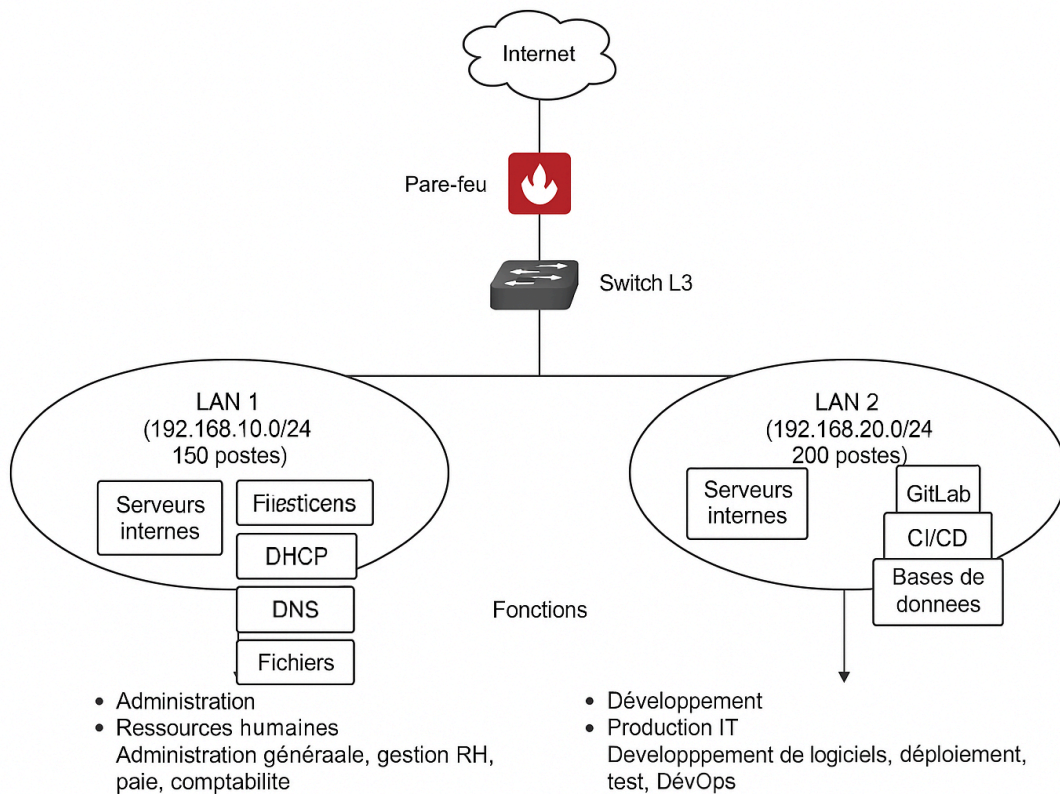 Internet
Pare-feu
Switch L3
LAN 1
(192.168.10.0/24
150 postes)
Serveurs
internes
Fiiesticens
DHCP
DNS
Fichiers
LAN 2
(192.168.20.0/24
200 postes)
Serveurs
internes
GitLab
CI/CD
Bases de
donnees
Fonctions
• Administration
• Ressources humaines
Administration généraale, gestion RH,
paie, comptabilite
• Développement
• Production IT
Developppement de logiciels, déploiement,
test, DévOps